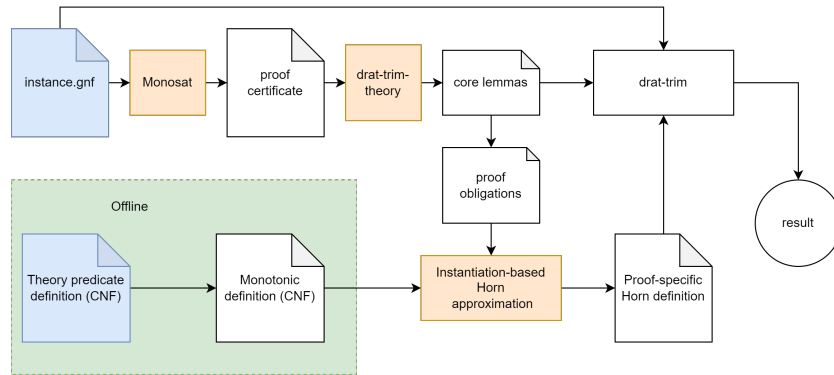 instance.gnf
Monosat
proof
certificate
drat-trim-
theory
core lemmas
drat-trim
proof
obligations
result
Offline
Theory predicate
definition (CNF)
Monotonic
definition (CNF)
Instantiation-based
Horn
approximation
Proof-specific
Horn definition